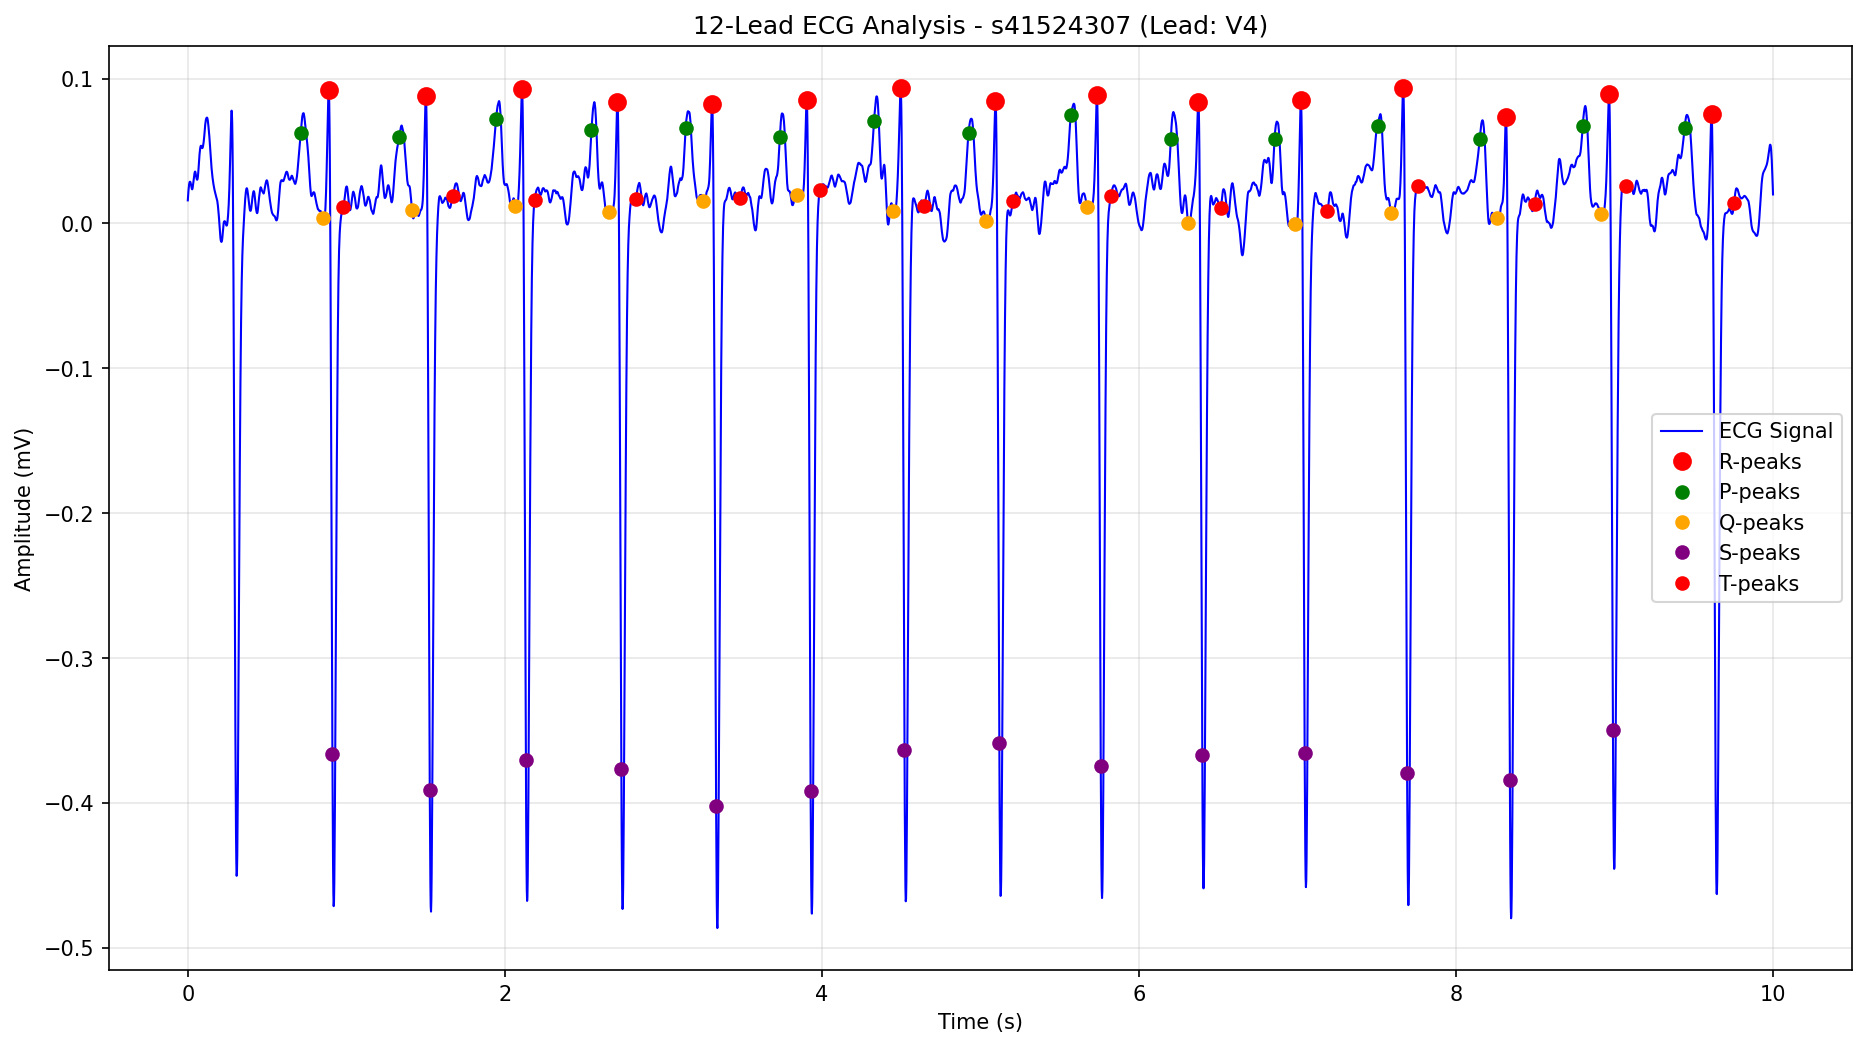 12-Lead ECG Analysis - s41524307 (Lead: V4)
Amplitude (mV)
0.1
0.0
−0.1
−0.2
−0.3
−0.4
−0.5
ECG Signal
R-peaks
P-peaks
Q-peaks
S-peaks
T-peaks
0 2 4 6 8 10
Time (s)